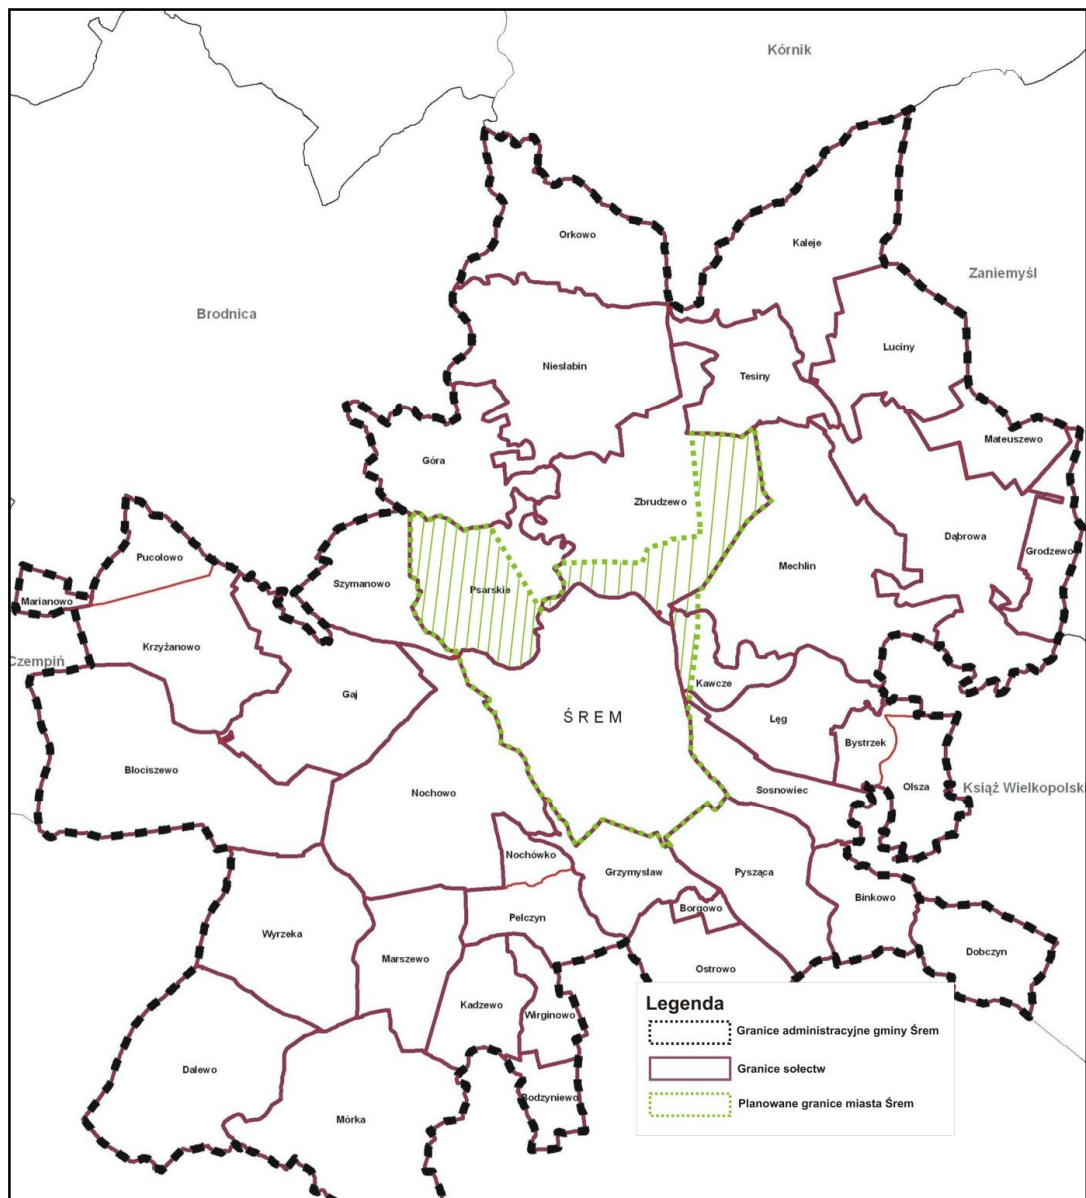 Kórnik
Orkowo
Kaleje
Zaniemyśl
Brodnica
Luciny
Niesłabin
Tesiny
Mateuszewo
Góra
Zbrudzewo
Dąbrowa
Pucołowo
Grodzewo
Mechlin
Szymanowo
Psarskie
Marianowo
Krzyżanowo
Czempiń
Kawcze
Gaj
ŚREM
Łęg
Bystrzek
Błociszewo
Olsza
Książ Wielkopolski
Sosnowiec
Nochowo
Nochówko
Grzymysław
Pysząca
Binkowo
Borgowo
Pełczyn
Wyrzeka
Dobczyn
Marszewo
Ostrowo
Kadzewo
Wirginowo
Dalewo
Bodzyniewo
Mórka
Legenda
Granice administracyjne gminy Śrem
Granice sołectw
Planowane granice miasta Śrem